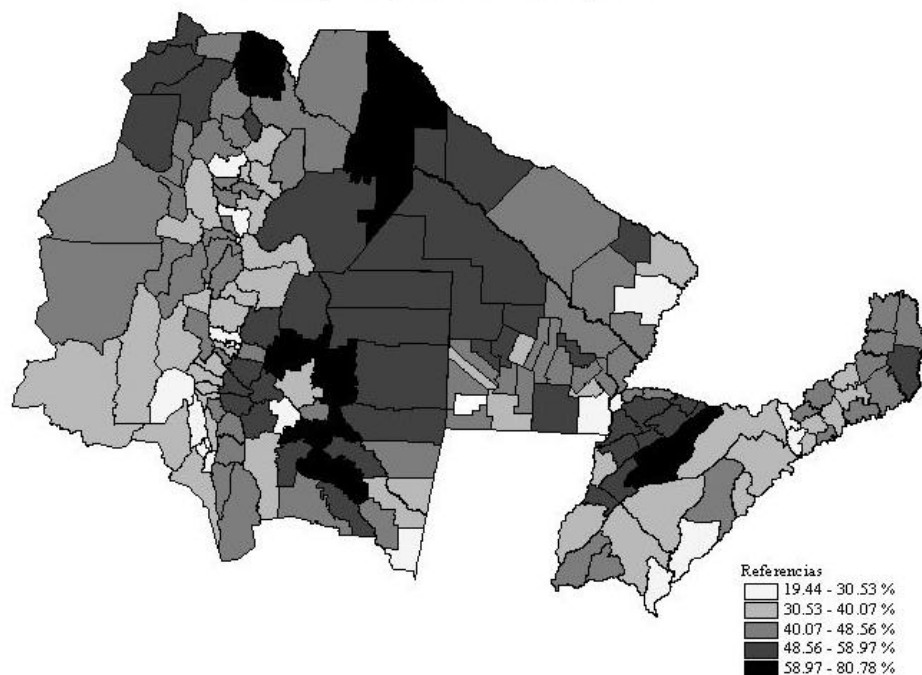 Referencias
19.44 - 30.53 %
30.53 - 40.07 %
40.07 - 48.56 %
48.56 - 58.97 %
58.97 - 80.78 %